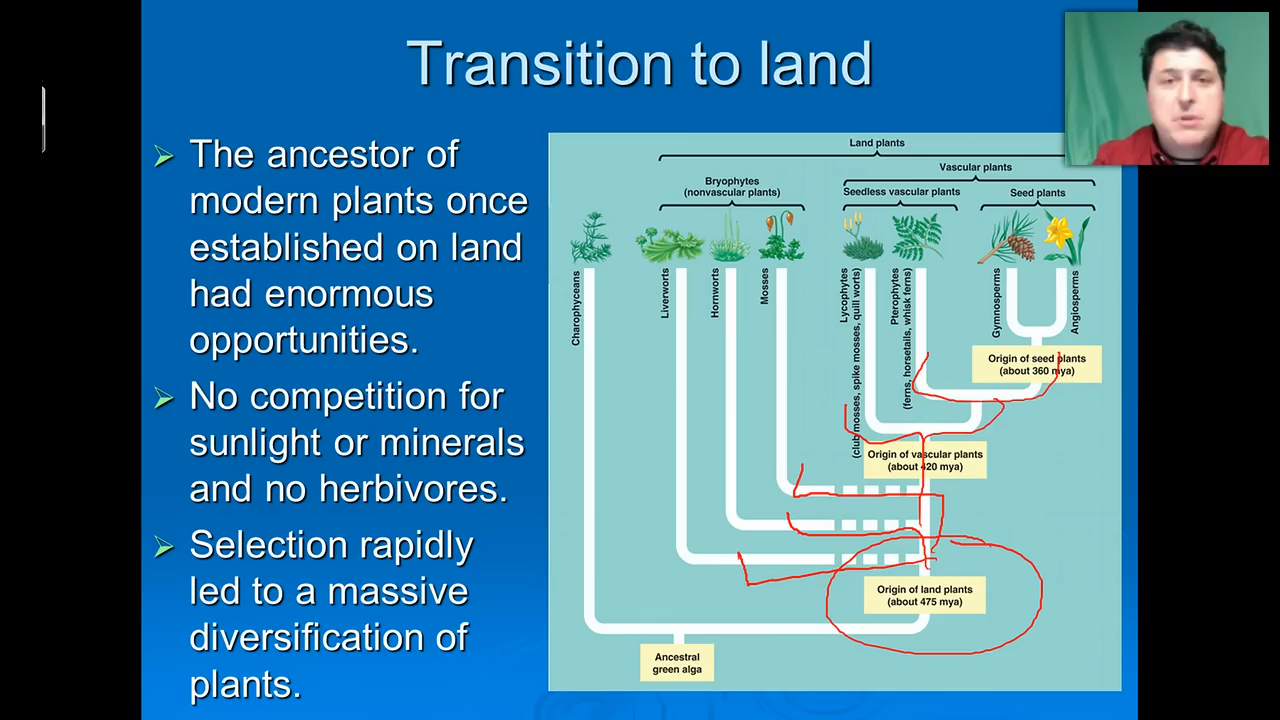 Transition to land
The ancestor of
modern plants once
established on land
had enormous
opportunities.
No competition for
sunlight or minerals
and no herbivores.
Selection rapidly
led to a massive
diversification of
plants.
Land plants
Vascular plants
Bryophytes
(nonvascular plants)
Seedless vascular plants
Seed plants
Charophyceans
Liverworts
Hornworts
Mosses
Lycophytes
(club mosses, spike mosses, quill worts)
Pterophytes
(ferns, horsetails, whisk ferns)
Gymnosperms
Angiosperms
Origin of seed plants
(about 360 mya)
Origin of vascular plants
(about 420 mya)
Origin of land plants
(about 475 mya)
Ancestral
green alga